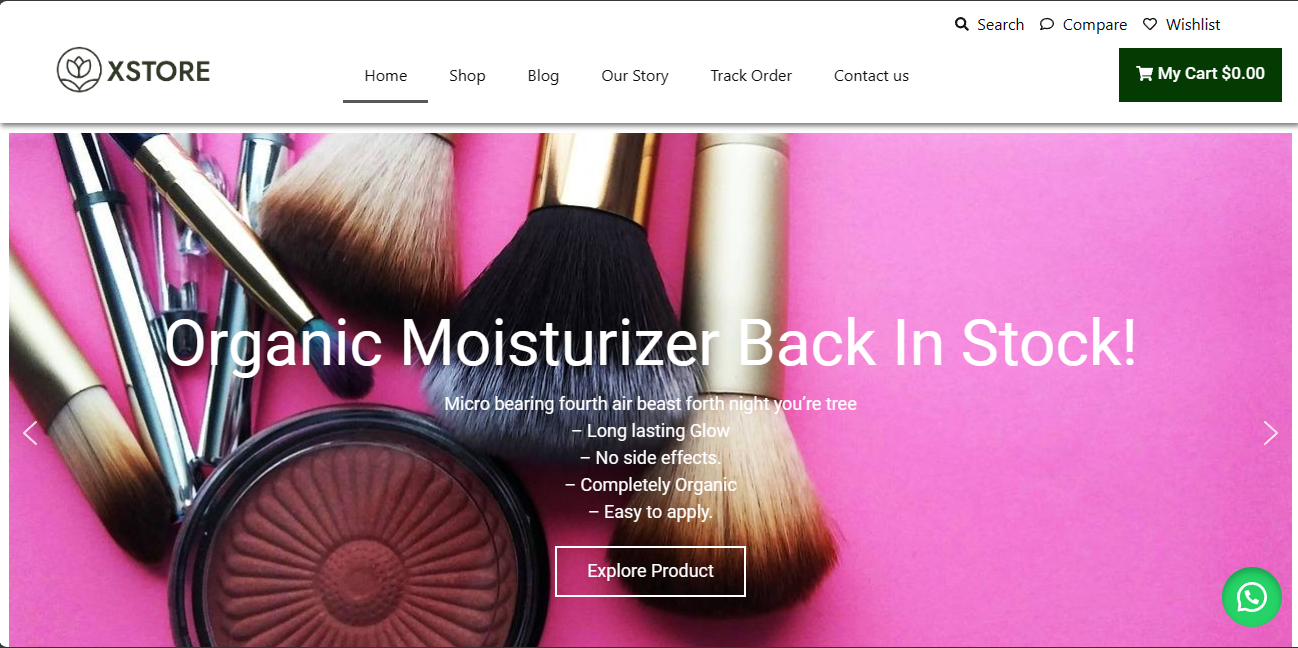 Search Compare Wishlist
XSTORE
Home Shop Blog Our Story Track Order Contact us
My Cart $0.00
Organic Moisturizer Back In Stock!
Micro bearing fourth air beast forth night you’re tree
– Long lasting Glow
– No side effects.
– Completely Organic
– Easy to apply.
Explore Product